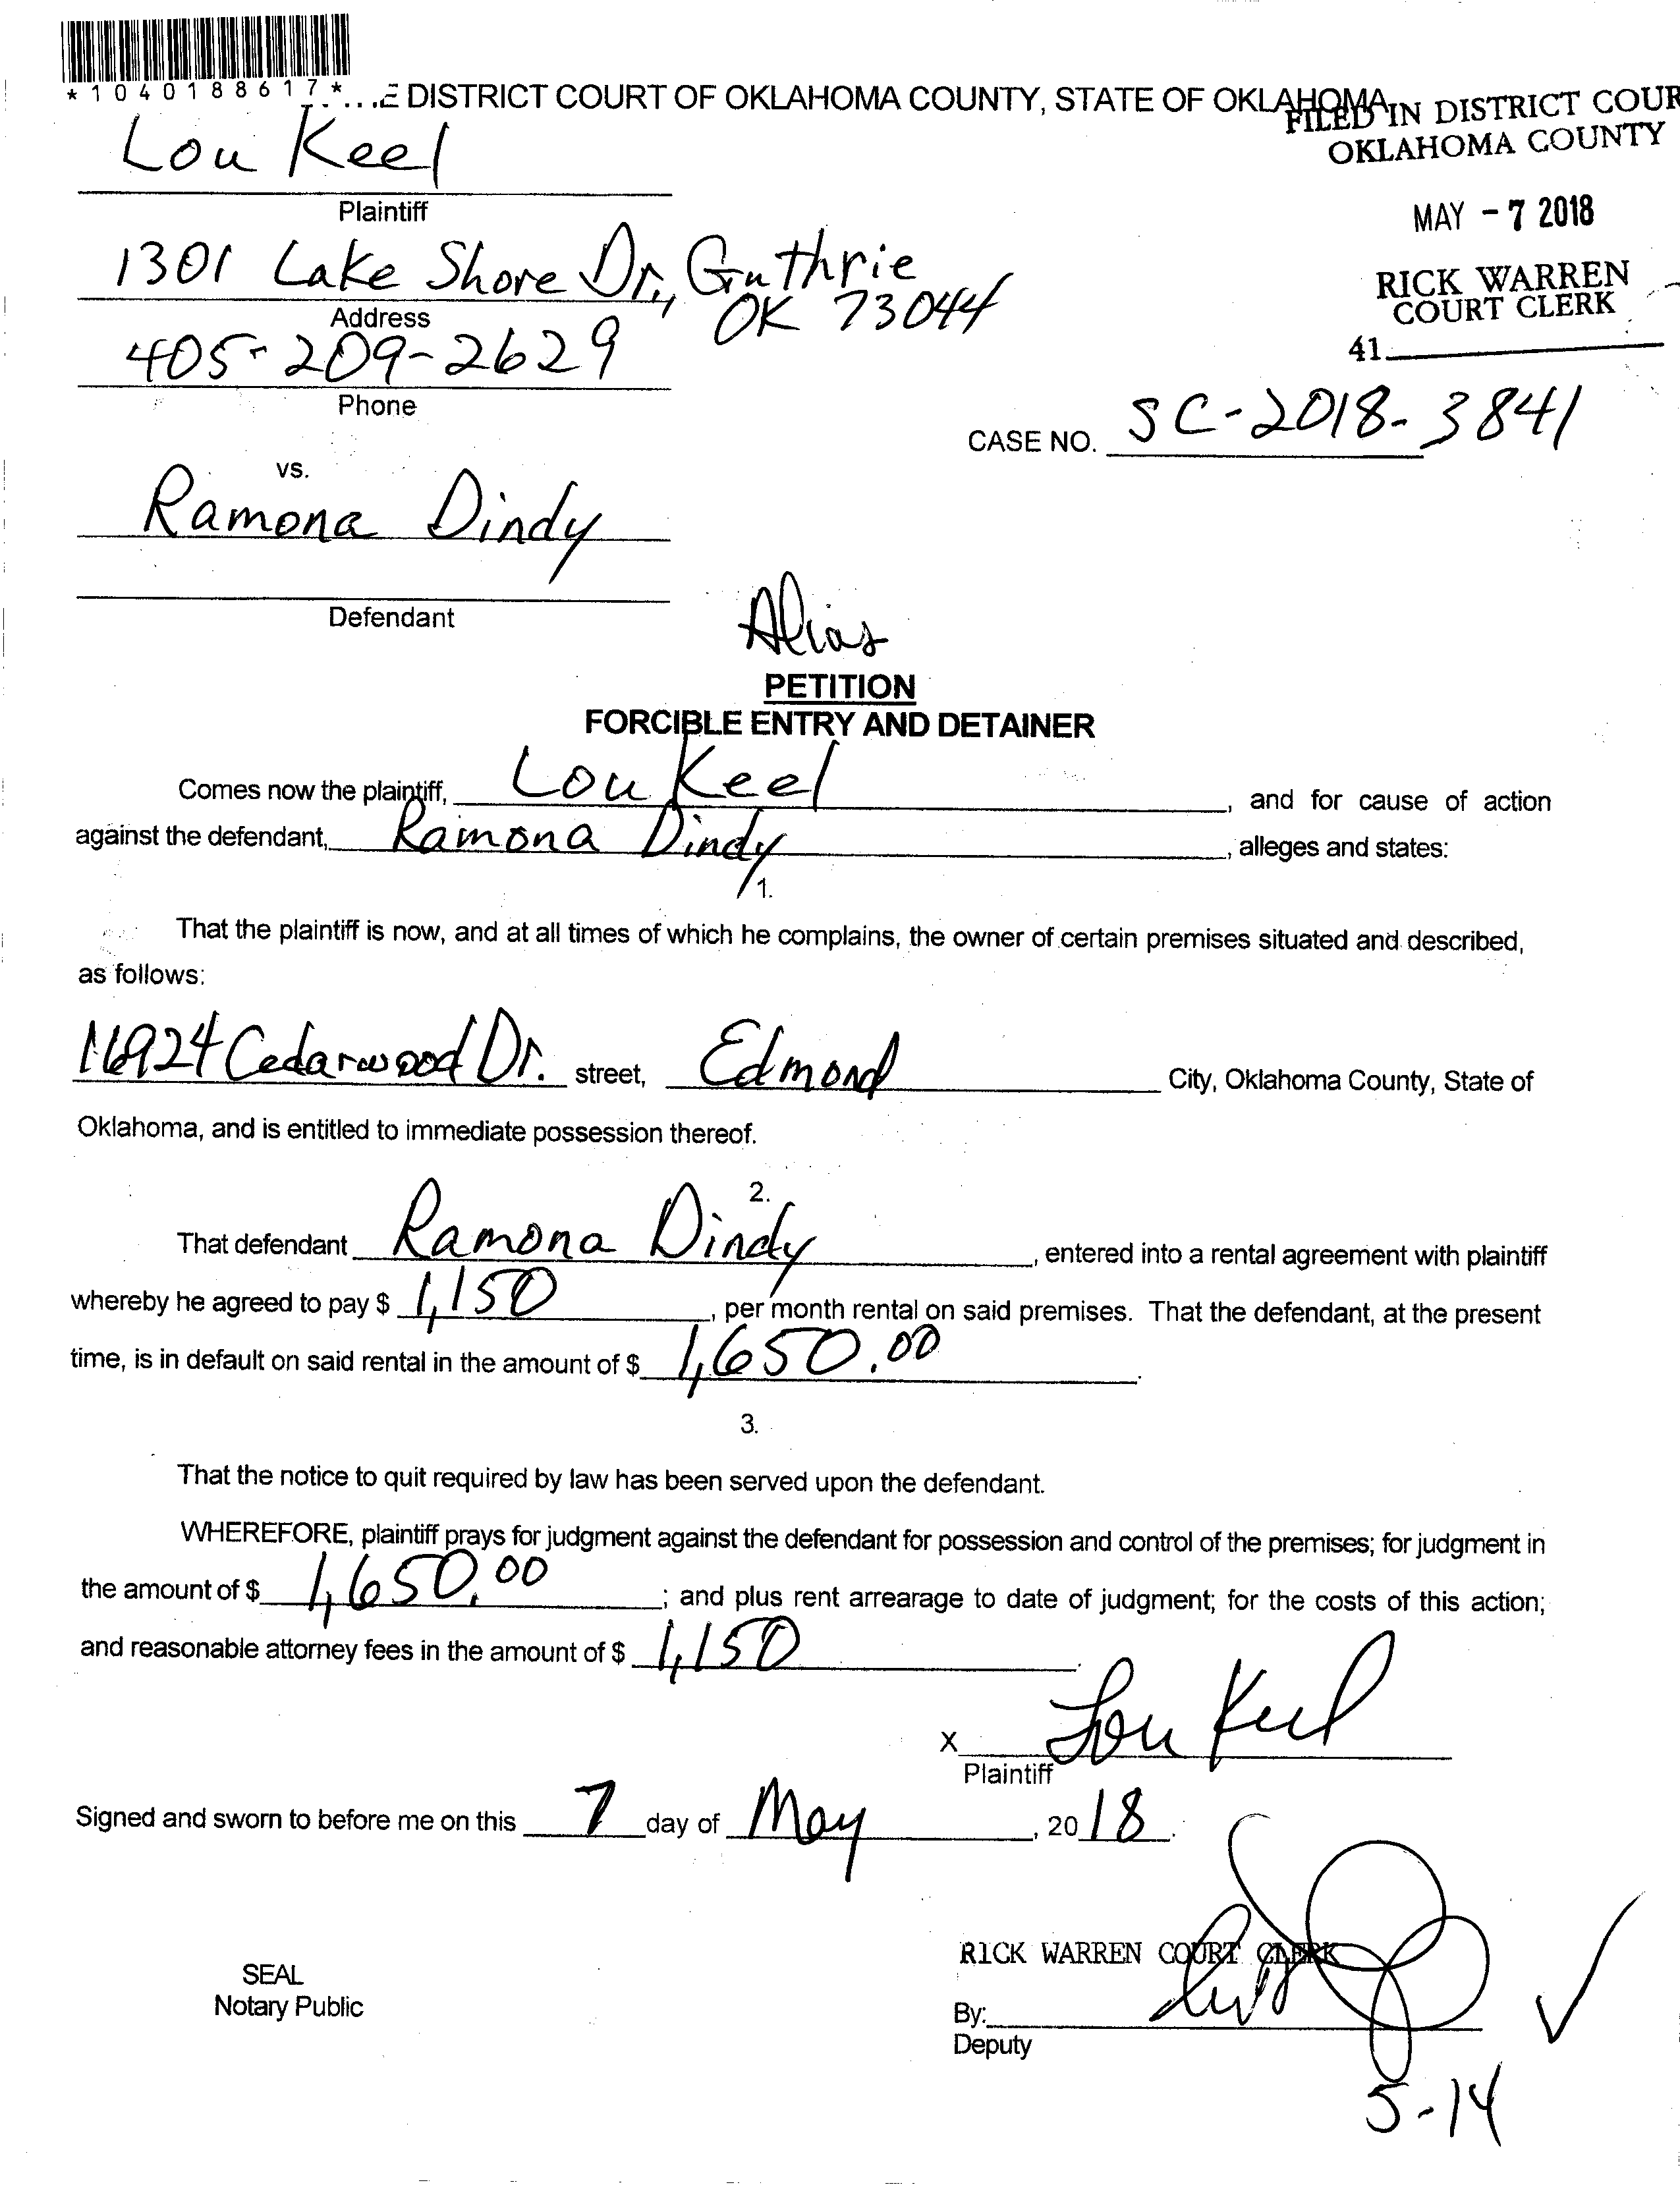 *1040188617*
E DISTRICT COURT OF OKLAHOMA COUNTY, STATE OF OKLAHOMA
FILED IN DISTRICT COUR
OKLAHOMA COUNTY
Lou Keel
Plaintiff
MAY - 7 2018
1301 Lake Shore Dr., Guthrie
OK 73044
Address
RICK WARREN
COURT CLERK
41
405-209-2629
Phone
CASE NO. SC-2018-3841
vs.
Ramona Dindy
Defendant
Alias
PETITION
FORCIBLE ENTRY AND DETAINER
Comes now the plaintiff, Lou Keel, and for cause of action
against the defendant, Ramona Dindy, alleges and states:
1.
That the plaintiff is now, and at all times of which he complains, the owner of certain premises situated and described,
as follows:
16924 Cedarwood Dr. street, Edmond City, Oklahoma County, State of
Oklahoma, and is entitled to immediate possession thereof.
2.
That defendant Ramona Dindy, entered into a rental agreement with plaintiff
whereby he agreed to pay $ 1,150, per month rental on said premises. That the defendant, at the present
time, is in default on said rental in the amount of $ 1,650.00.
3.
That the notice to quit required by law has been served upon the defendant.
WHEREFORE, plaintiff prays for judgment against the defendant for possession and control of the premises; for judgment in
the amount of $ 1,650.00; and plus rent arrearage to date of judgment; for the costs of this action;
and reasonable attorney fees in the amount of $ 1,150.
X Lou Keel
Plaintiff
Signed and sworn to before me on this 7 day of May, 2018.
RICK WARREN COURT CLERK
SEAL
Notary Public
By:
Deputy
5-14